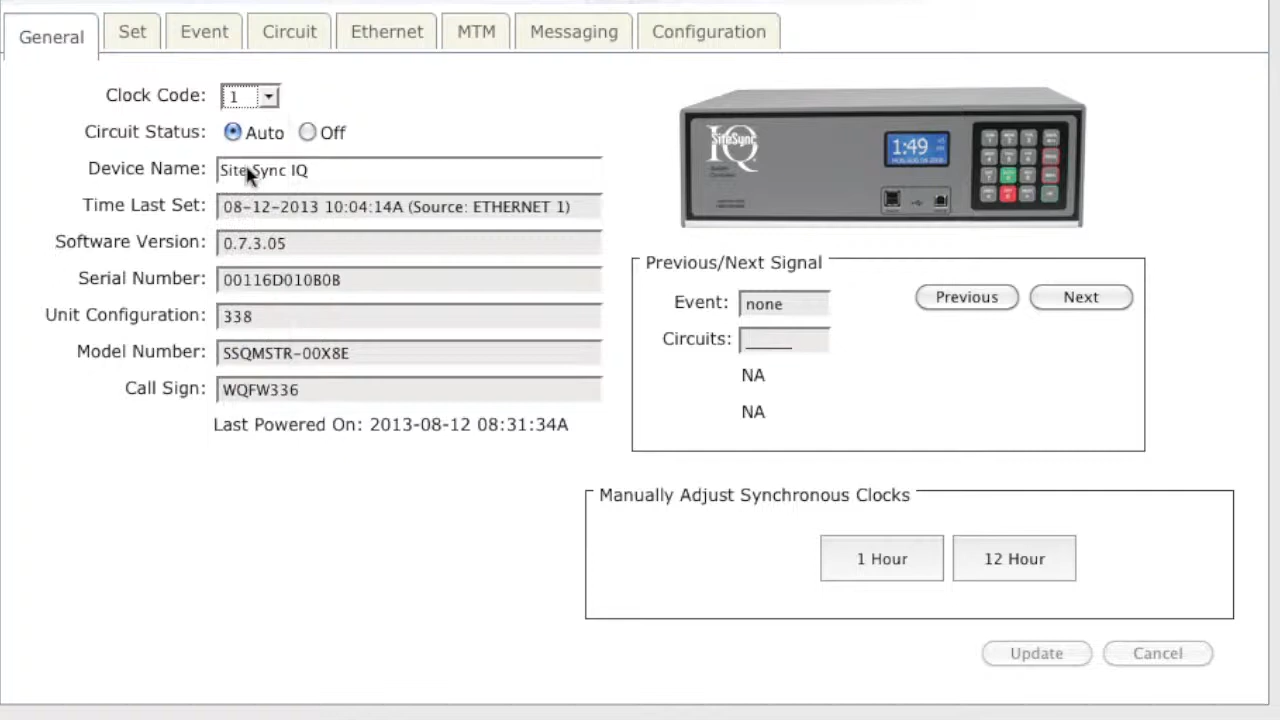 General Set Event Circuit Ethernet MTM Messaging Configuration
Clock Code: 1
Circuit Status: Auto Off
Device Name: Site Sync IQ
Time Last Set: 08-12-2013 10:04:14A (Source: ETHERNET 1)
Software Version: 0.7.3.05
Serial Number: 00116D010B0B
Unit Configuration: 338
Model Number: SSQMSTR-00X8E
Call Sign: WQFW336
Last Powered On: 2013-08-12 08:31:34A
SiteSync
IQ
1:49
Previous/Next Signal
Event: none
Previous Next
Circuits: _____
NA
NA
Manually Adjust Synchronous Clocks
1 Hour 12 Hour
Update Cancel